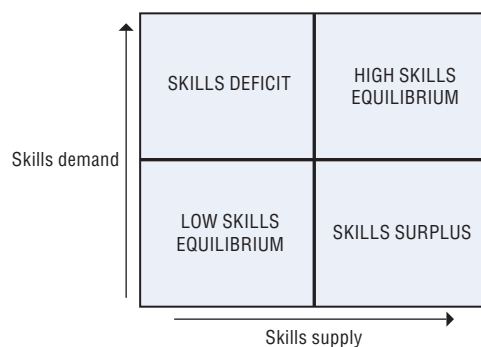 SKILLS DEFICIT
HIGH SKILLS
EQUILIBRIUM
Skills demand
LOW SKILLS
EQUILIBRIUM
SKILLS SURPLUS
Skills supply